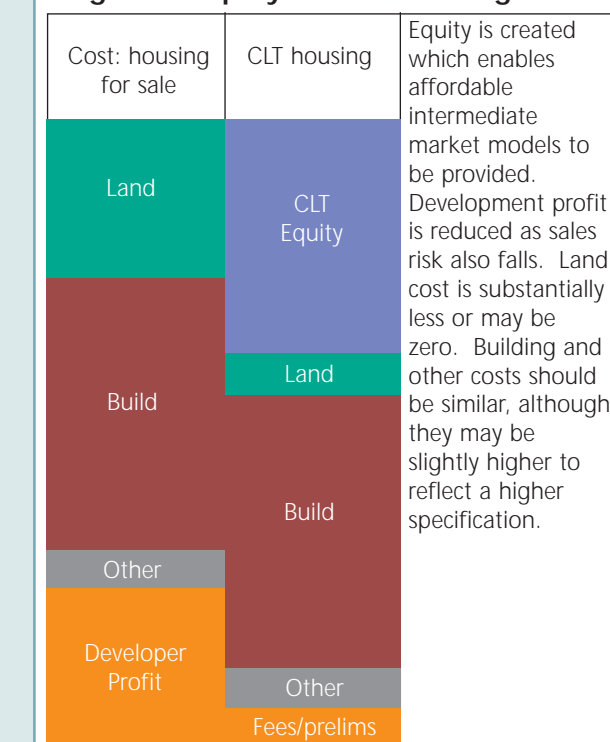 Cost: housing
for sale
CLT housing
Land
Build
Other
Developer
Profit
CLT
Equity
Land
Build
Other
Fees/prelims
Equity is created
which enables
affordable
intermediate
market models to
be provided.
Development profit
is reduced as sales
risk also falls.  Land
cost is substantially
less or may be
zero.  Building and
other costs should
be similar, although
they may be
slightly higher to
reflect a higher
specification.